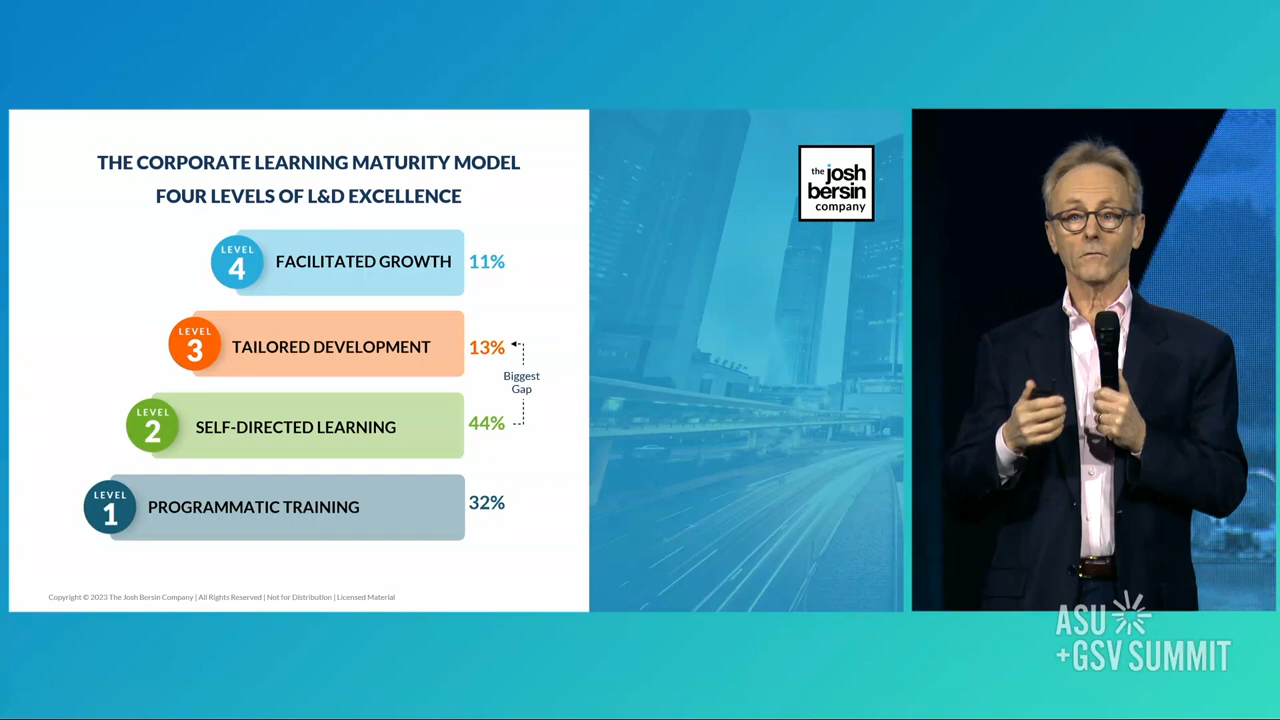 THE CORPORATE LEARNING MATURITY MODEL
FOUR LEVELS OF L&D EXCELLENCE
LEVEL
4
FACILITATED GROWTH
11%
LEVEL
3
TAILORED DEVELOPMENT
13%
Biggest
Gap
LEVEL
2
SELF-DIRECTED LEARNING
44%
LEVEL
1
PROGRAMMATIC TRAINING
32%
Copyright © 2023 The Josh Bersin Company | All Rights Reserved | Not for Distribution | Licensed Material
the josh
bersin
company
ASU
+GSV SUMMIT